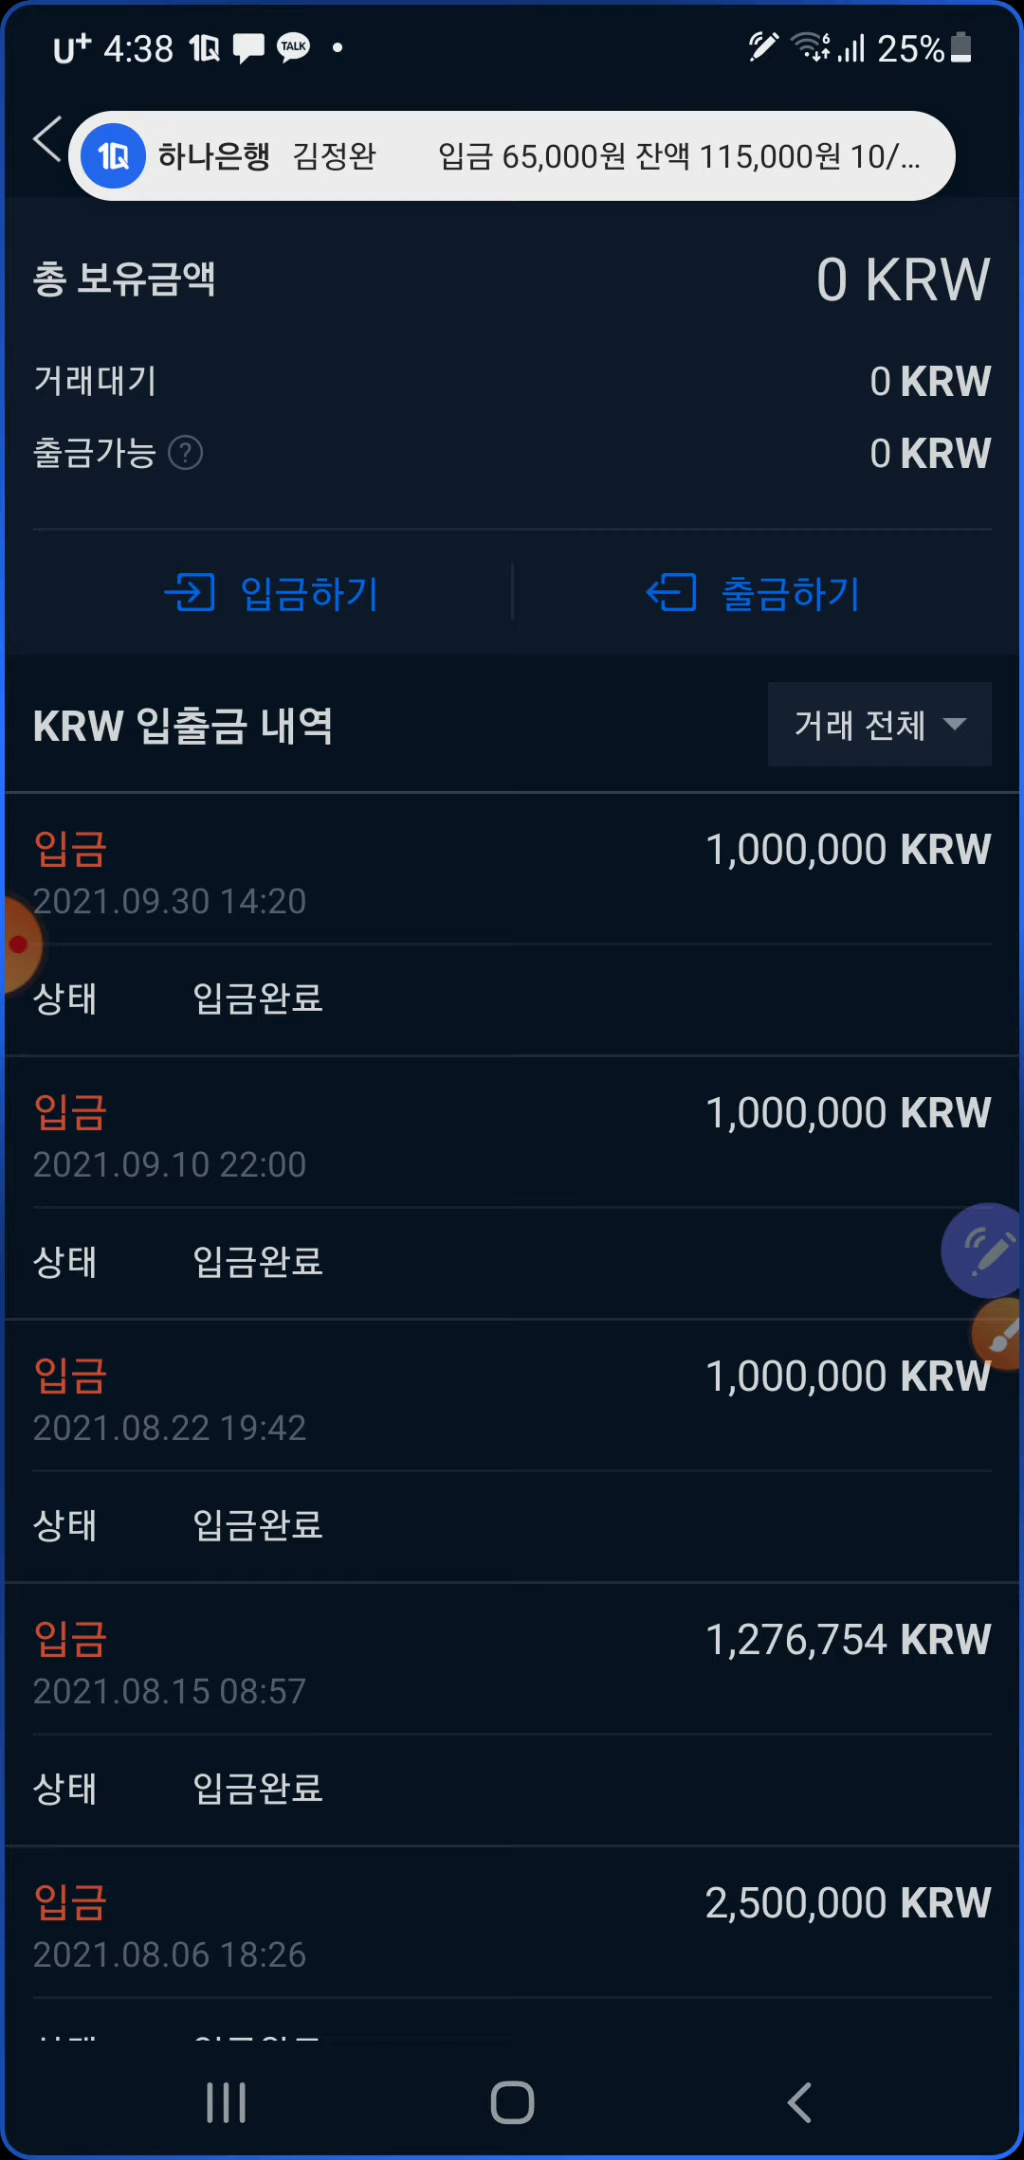 U+ 4:38 1Q TALK 25%
1Q 하나은행 김정완 입금 65,000원 잔액 115,000원 10/...
총 보유금액 0 KRW
거래대기 0 KRW
출금가능 ? 0 KRW
입금하기 출금하기
KRW 입출금 내역 거래 전체
입금 1,000,000 KRW
2021.09.30 14:20
상태 입금완료
입금 1,000,000 KRW
2021.09.10 22:00
상태 입금완료
입금 1,000,000 KRW
2021.08.22 19:42
상태 입금완료
입금 1,276,754 KRW
2021.08.15 08:57
상태 입금완료
입금 2,500,000 KRW
2021.08.06 18:26